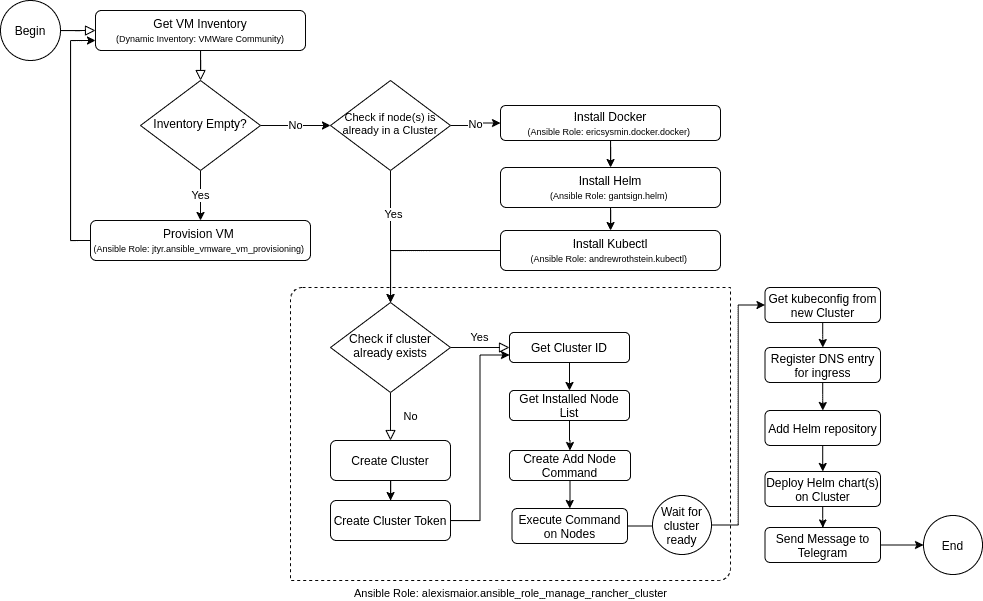 Begin
Get VM Inventory
(Dynamic Inventory: VMWare Community)
Inventory Empty?
No
Check if node(s) is
already in a Cluster
No
Install Docker
(Ansible Role: ericsysmin.docker.docker)
Install Helm
(Ansible Role: gantsign.helm)
Install Kubectl
(Ansible Role: andrewrothstein.kubectl)
Yes
Provision VM
(Ansible Role: jtyr.ansible_vmware_vm_provisioning)
Yes
Check if cluster
already exists
Yes
No
Create Cluster
Create Cluster Token
Get Cluster ID
Get Installed Node
List
Create Add Node
Command
Execute Command
on Nodes
Wait for
cluster
ready
Ansible Role: alexismaior.ansible_role_manage_rancher_cluster
Get kubeconfig from
new Cluster
Register DNS entry
for ingress
Add Helm repository
Deploy Helm chart(s)
on Cluster
Send Message to
Telegram
End